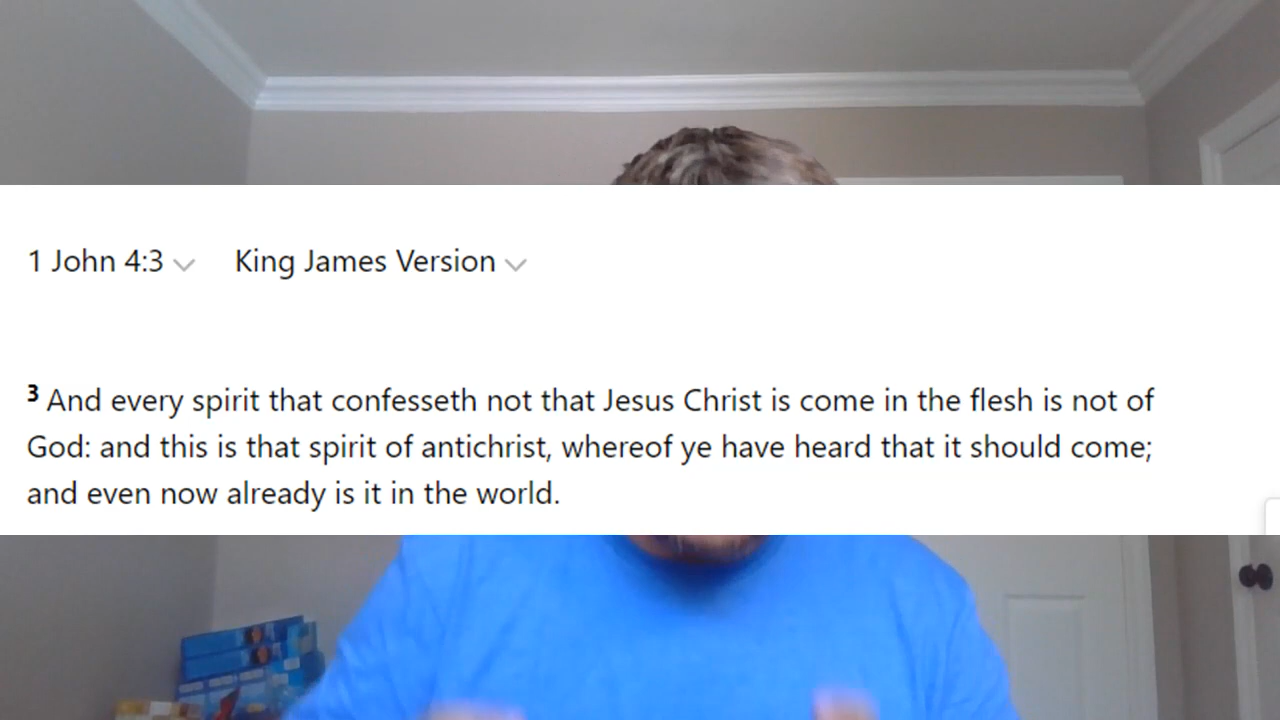 1 John 4:3 King James Version
3 And every spirit that confesseth not that Jesus Christ is come in the flesh is not of
God: and this is that spirit of antichrist, whereof ye have heard that it should come;
and even now already is it in the world.